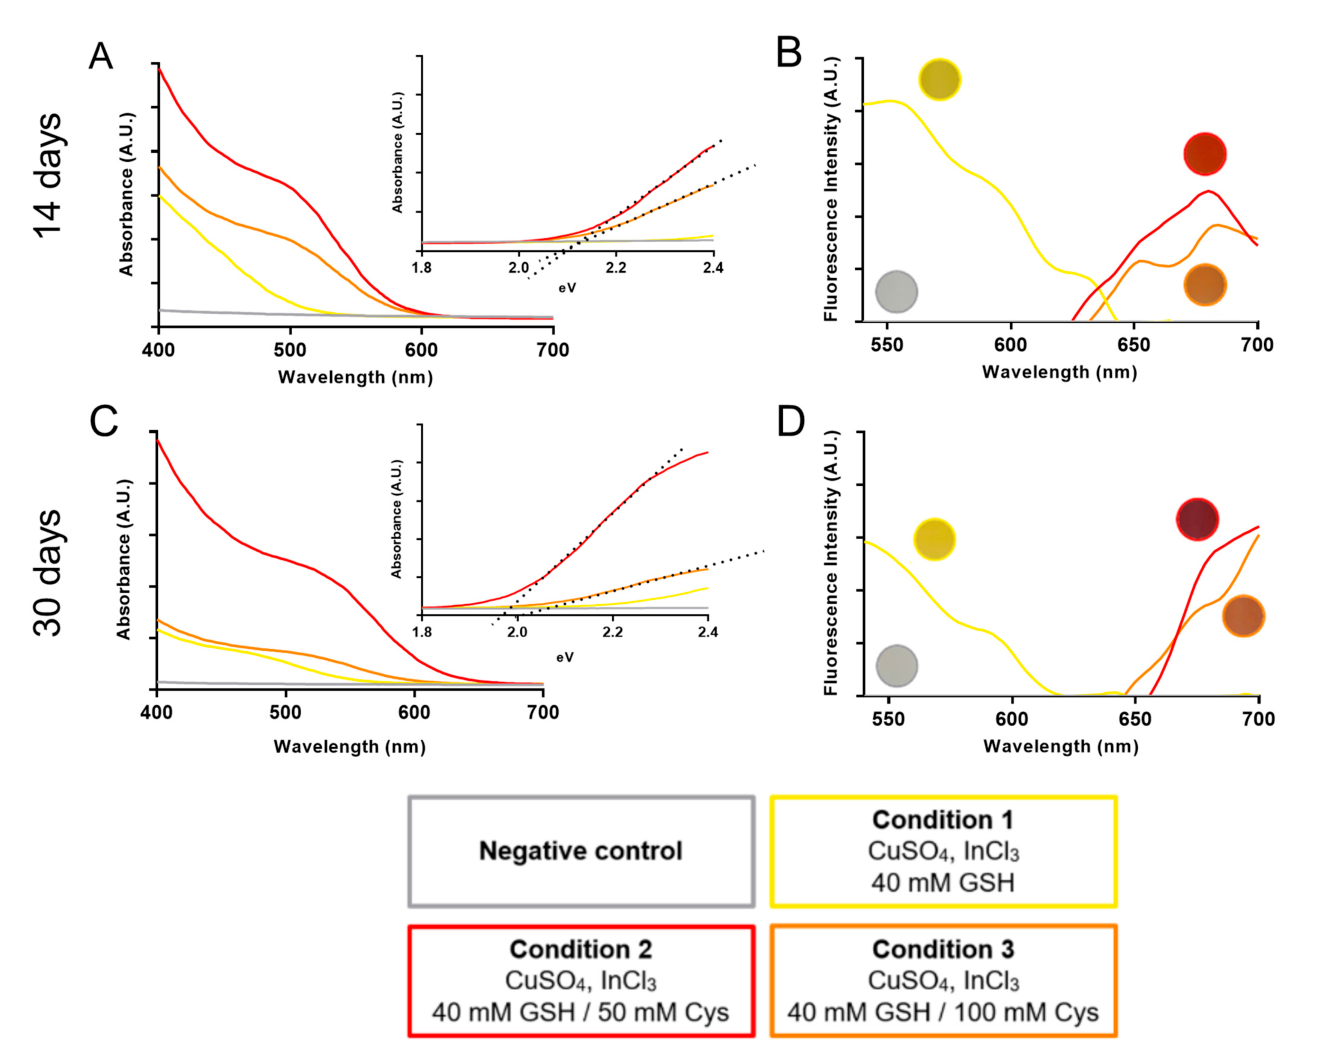 A
B
14 days
Absorbance (A.U.)
Absorbance (A.U.)
1.8 2.0 2.2 2.4
eV
400 500 600 700
Wavelength (nm)
Fluorescence Intensity (A.U.)
550 600 650 700
Wavelength (nm)
C
D
30 days
Absorbance (A.U.)
Absorbance (A.U.)
1.8 2.0 2.2 2.4
eV
400 500 600 700
Wavelength (nm)
Fluorescence Intensity (A.U.)
550 600 650 700
Wavelength (nm)
Negative control
Condition 1
CuSO₄, InCl₃
40 mM GSH
Condition 2
CuSO₄, InCl₃
40 mM GSH / 50 mM Cys
Condition 3
CuSO₄, InCl₃
40 mM GSH / 100 mM Cys